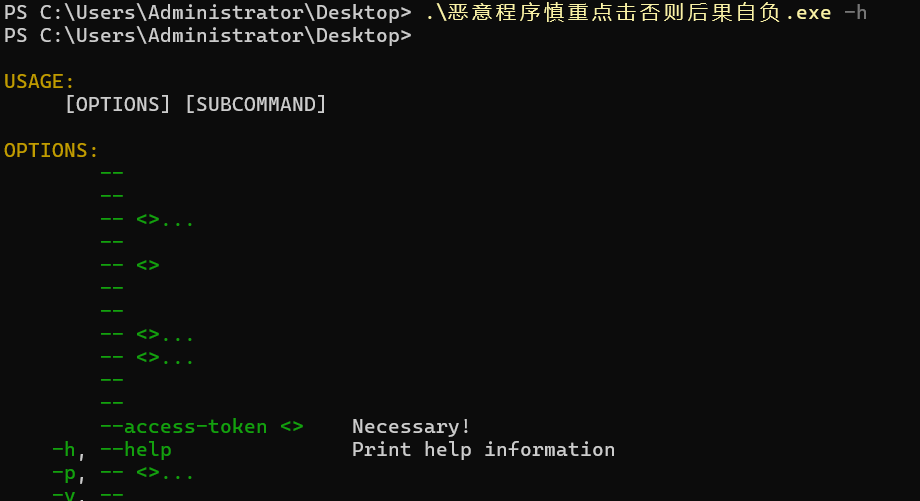 PS C:\Users\Administrator\Desktop> .\恶意程序慎重点击否则后果自负.exe -h
PS C:\Users\Administrator\Desktop>
USAGE:
[OPTIONS] [SUBCOMMAND]
OPTIONS:
--
--
-- <>...
--
-- <>
--
--
-- <>...
-- <>...
--
--
--access-token <> Necessary!
-h, --help Print help information
-p, -- <>...
-v, --